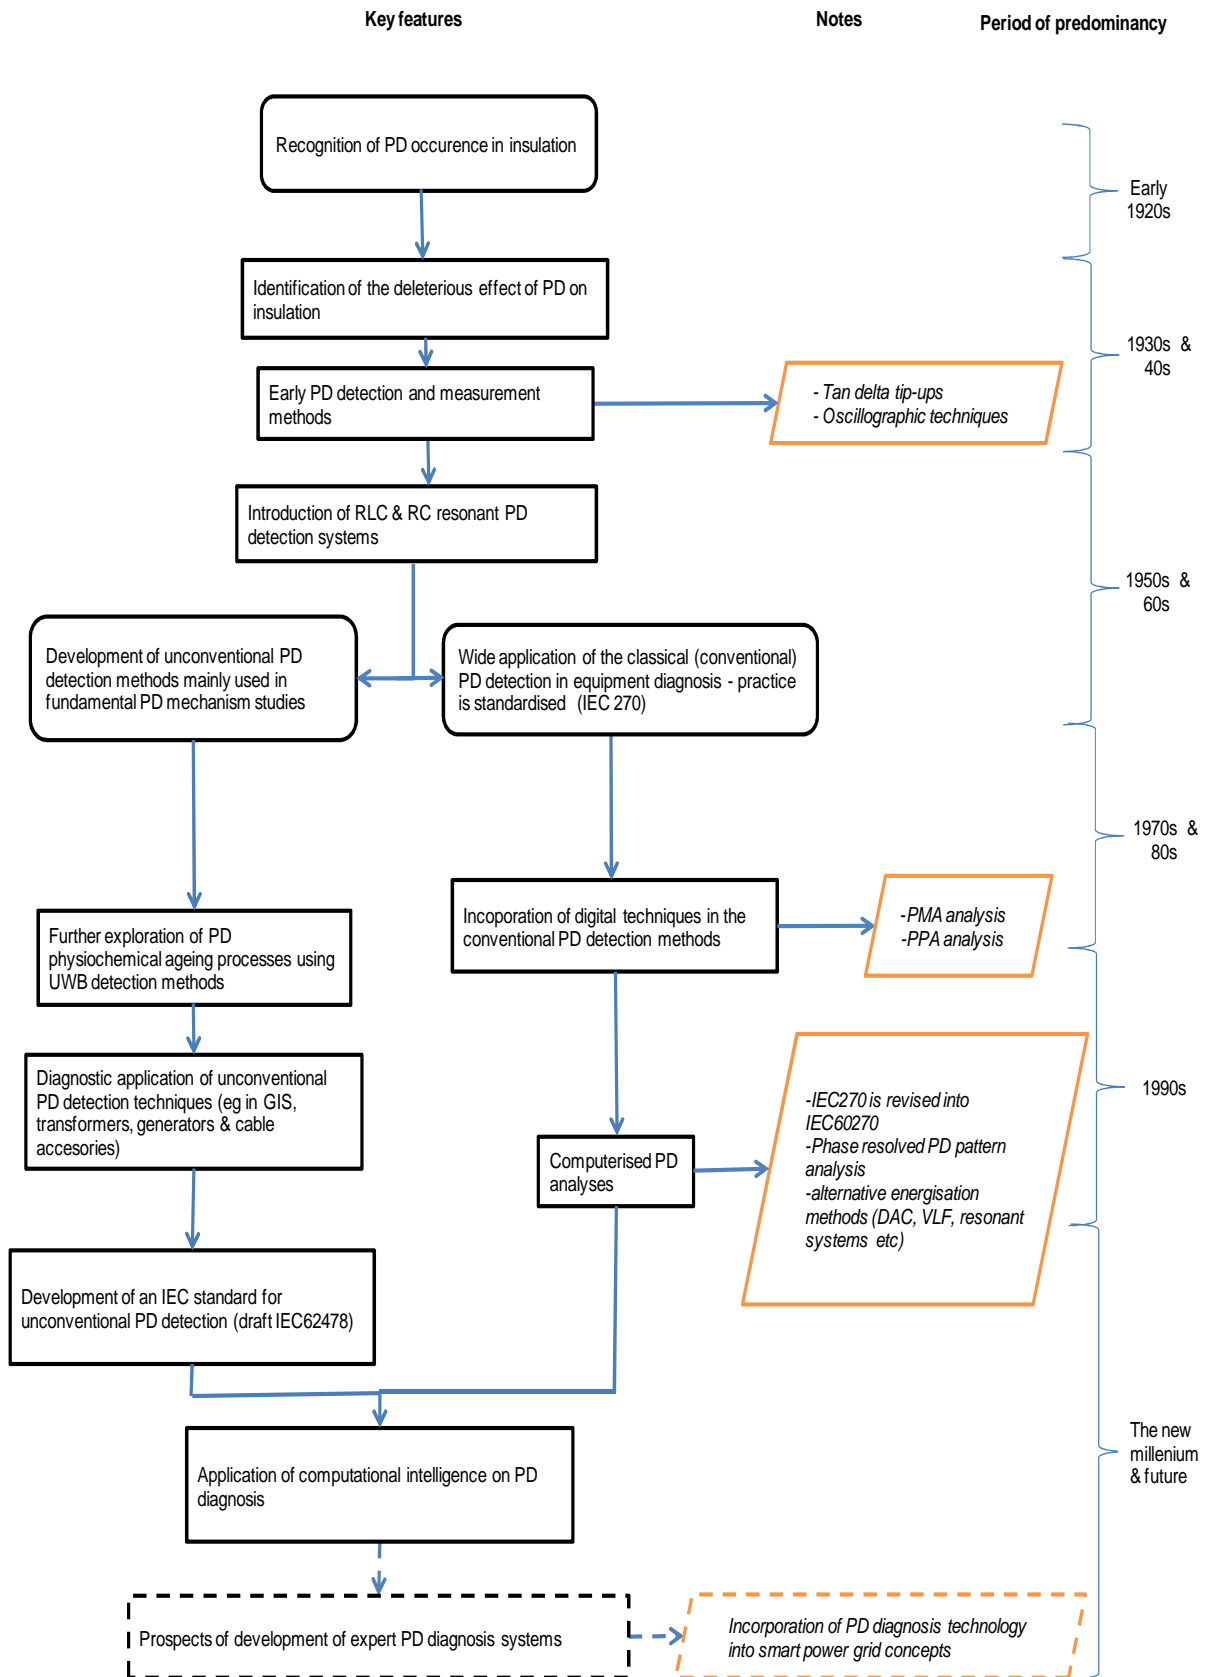 Key features
Notes
Period of predominancy
Recognition of PD occurence in insulation
Early
1920s
Identification of the deleterious effect of PD on
insulation
1930s &
40s
Early PD detection and measurement
methods
- Tan delta tip-ups
- Oscillographic techniques
Introduction of RLC & RC resonant PD
detection systems
1950s &
60s
Development of unconventional PD
detection methods mainly used in
fundamental PD mechanism studies
Wide application of the classical (conventional)
PD detection in equipment diagnosis - practice
is standardised (IEC 270)
1970s &
80s
Further exploration of PD
physiochemical ageing processes using
UWB detection methods
Incoporation of digital techniques in the
conventional PD detection methods
-PMA analysis
-PPA analysis
Diagnostic application of unconventional
PD detection techniques (eg in GIS,
transformers, generators & cable
accesories)
1990s
Computerised PD
analyses
-IEC270 is revised into
IEC60270
-Phase resolved PD pattern
analysis
-alternative energisation
methods (DAC, VLF, resonant
systems etc)
Development of an IEC standard for
unconventional PD detection (draft IEC62478)
Application of computational intelligence on PD
diagnosis
The new
millenium
& future
Prospects of development of expert PD diagnosis systems
Incorporation of PD diagnosis technology
into smart power grid concepts